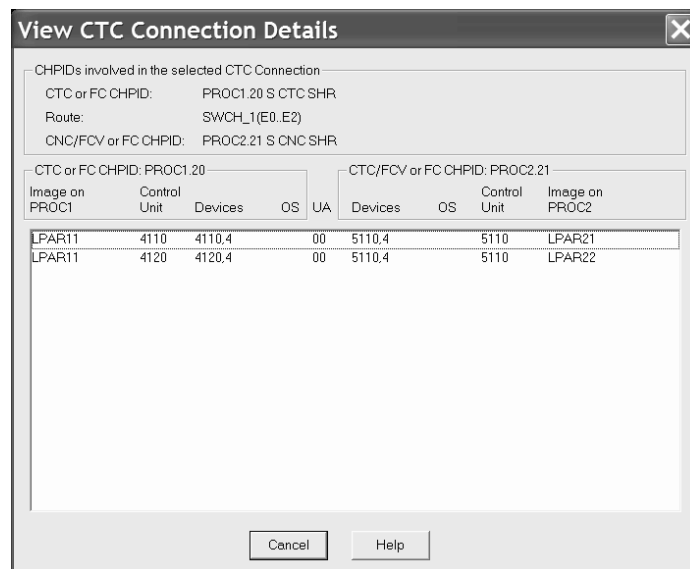 View CTC Connection Details
CHPIDs involved in the selected CTC Connection
CTC or FC CHPID: PROC1.20 S CTC SHR
Route: SWCH_1(E0..E2)
CNC/FCV or FC CHPID: PROC2.21 S CNC SHR
CTC or FC CHPID: PROC1.20 CTC/FCV or FC CHPID: PROC2.21
Image on Control Control Image on
PROC1 Unit Devices OS UA Devices OS Unit PROC2
LPAR11 4110 4110,4 00 5110,4 5110 LPAR21
LPAR11 4120 4120,4 00 5110,4 5110 LPAR22
Cancel Help